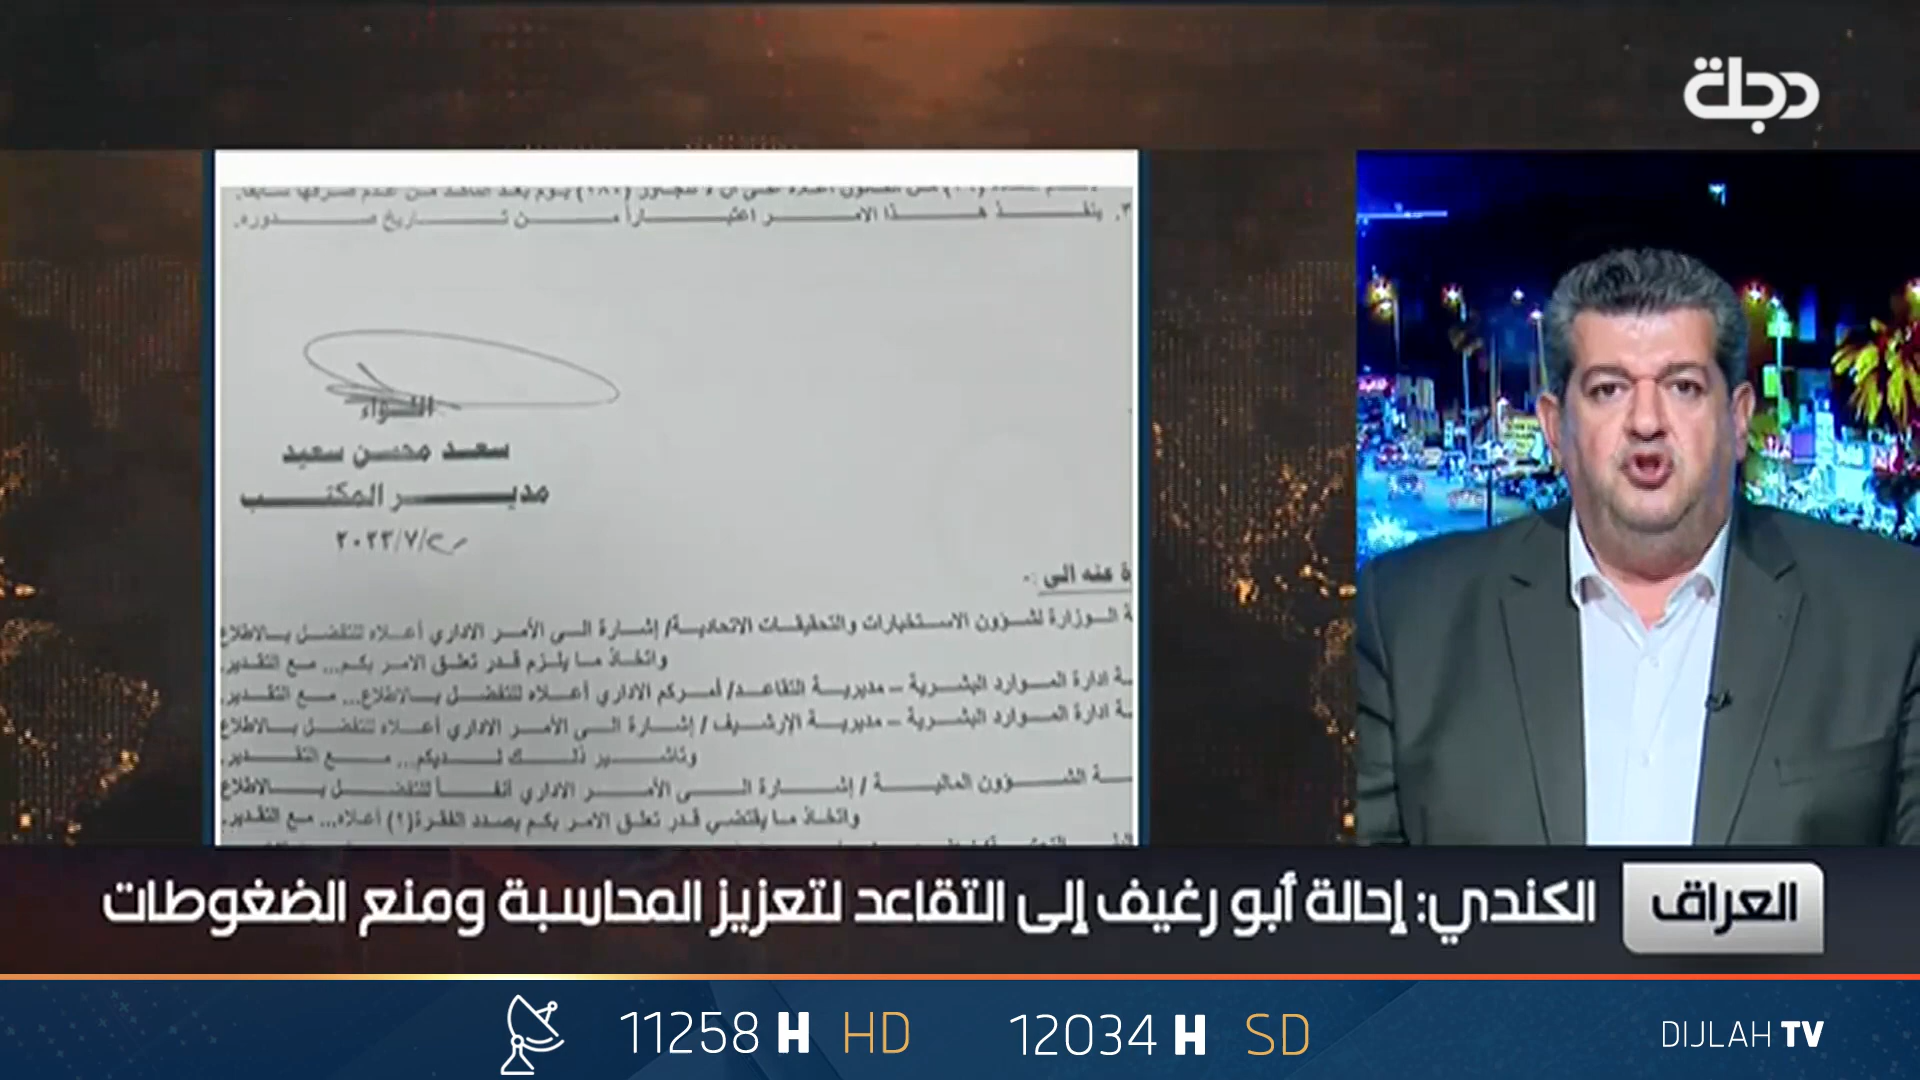 دجلة
٣. ينفذ هذا الامر اعتباراً من تاريخ صدوره.
اللواء
سعد محسن سعيد
مدير المكتب
٢٠٢٣/٧/
ة عنه الى :-
ة الوزارة لشؤون الاستخبارات والتحقيقات الاتحادية/ إشارة الى الأمر الاداري أعلاه للتفضل بالاطلاع
واتخاذ ما يلزم قدر تعلق الامر بكم... مع التقدير.
ة ادارة الموارد البشرية – مديرية التقاعد/ أمركم الاداري أعلاه للتفضل بالاطلاع... مع التقدير.
ة ادارة الموارد البشرية – مديرية الإرشيف / إشارة الى الأمر الاداري أعلاه للتفضل بالاطلاع
وتأشير ذلك لديكم... مع التقدير.
ة الشؤون المالية / إشارة الى الأمر الاداري أنفاً للتفضل بالاطلاع
واتخاذ ما يقتضي قدر تعلق الامر بكم بصدد الفقرة(٢) أعلاه... مع التقدير.
العراق
الكندي: إحالة أبو رغيف إلى التقاعد لتعزيز المحاسبة ومنع الضغوطات
11258 H HD 12034 H SD
DIJLAH TV